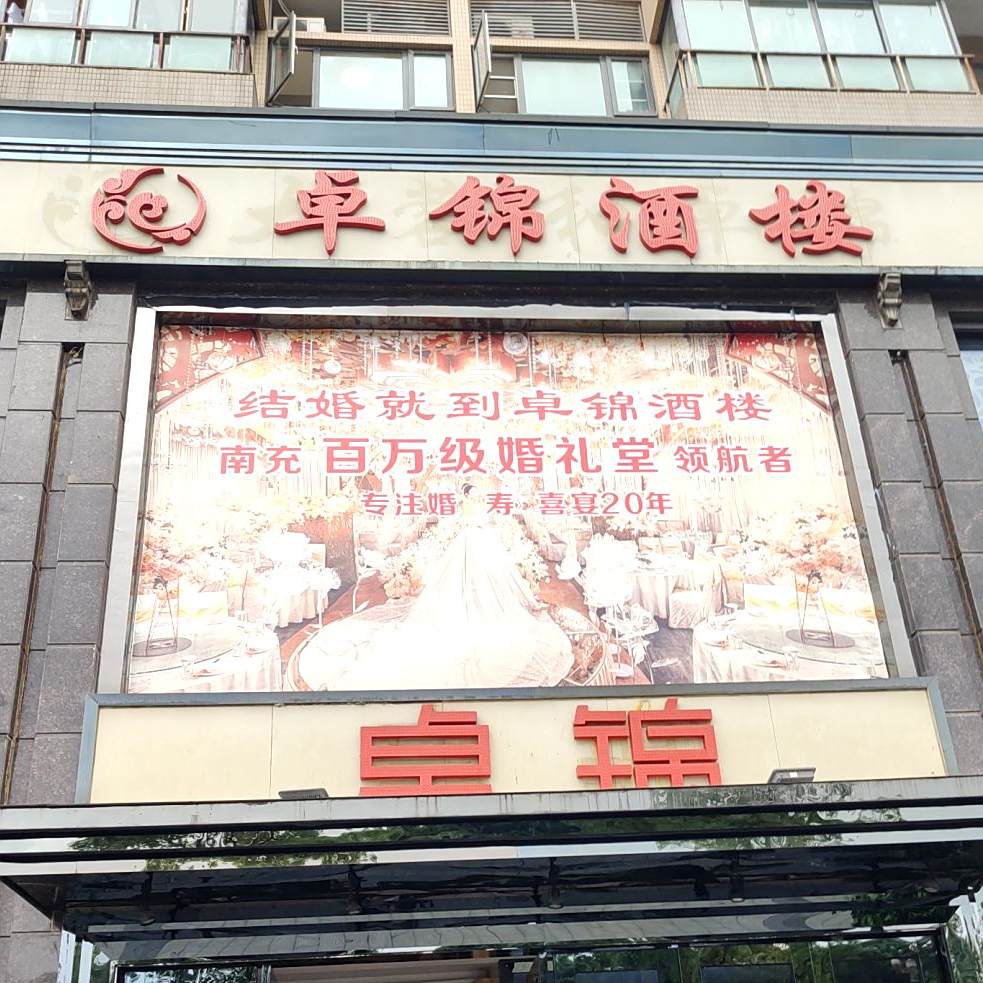 卓锦酒楼
结婚就到卓锦酒楼
南充 百万级婚礼堂 领航者
专注婚 寿 喜宴20年
卓锦